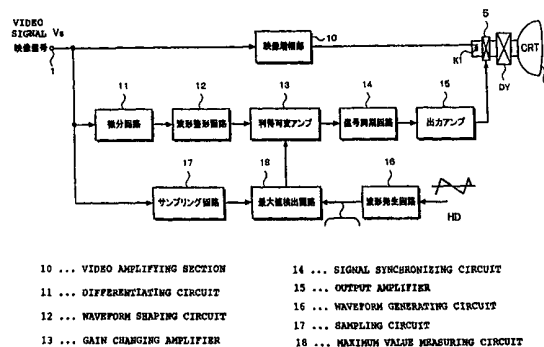 VIDEO
SIGNAL Vs
映像信号
1
映像増幅部
10
K
5
DY
CRT
11
微分回路
12
波形整形回路
13
利得可変アンプ
14
信号同期回路
15
出力アンプ
17
サンプリング回路
18
最大値検出回路
16
波形発生回路
HD
10 ... VIDEO AMPLIFYING SECTION
11 ... DIFFERENTIATING CIRCUIT
12 ... WAVEFORM SHAPING CIRCUIT
13 ... GAIN CHANGING AMPLIFIER
14 ... SIGNAL SYNCHRONIZING CIRCUIT
15 ... OUTPUT AMPLIFIER
16 ... WAVEFORM GENERATING CIRCUIT
17 ... SAMPLING CIRCUIT
18 ... MAXIMUM VALUE MEASURING CIRCUIT